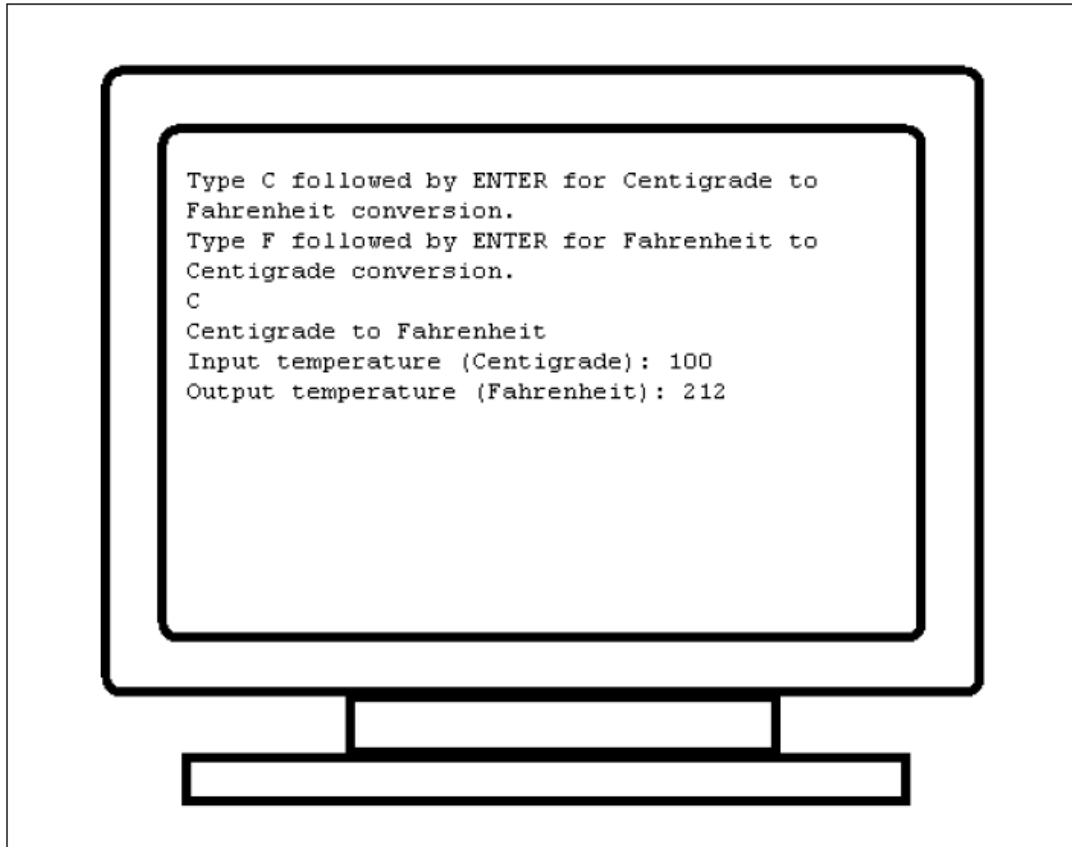 Type C followed by ENTER for Centigrade to
Fahrenheit conversion.
Type F followed by ENTER for Fahrenheit to
Centigrade conversion.
C
Centigrade to Fahrenheit
Input temperature (Centigrade): 100
Output temperature (Fahrenheit): 212